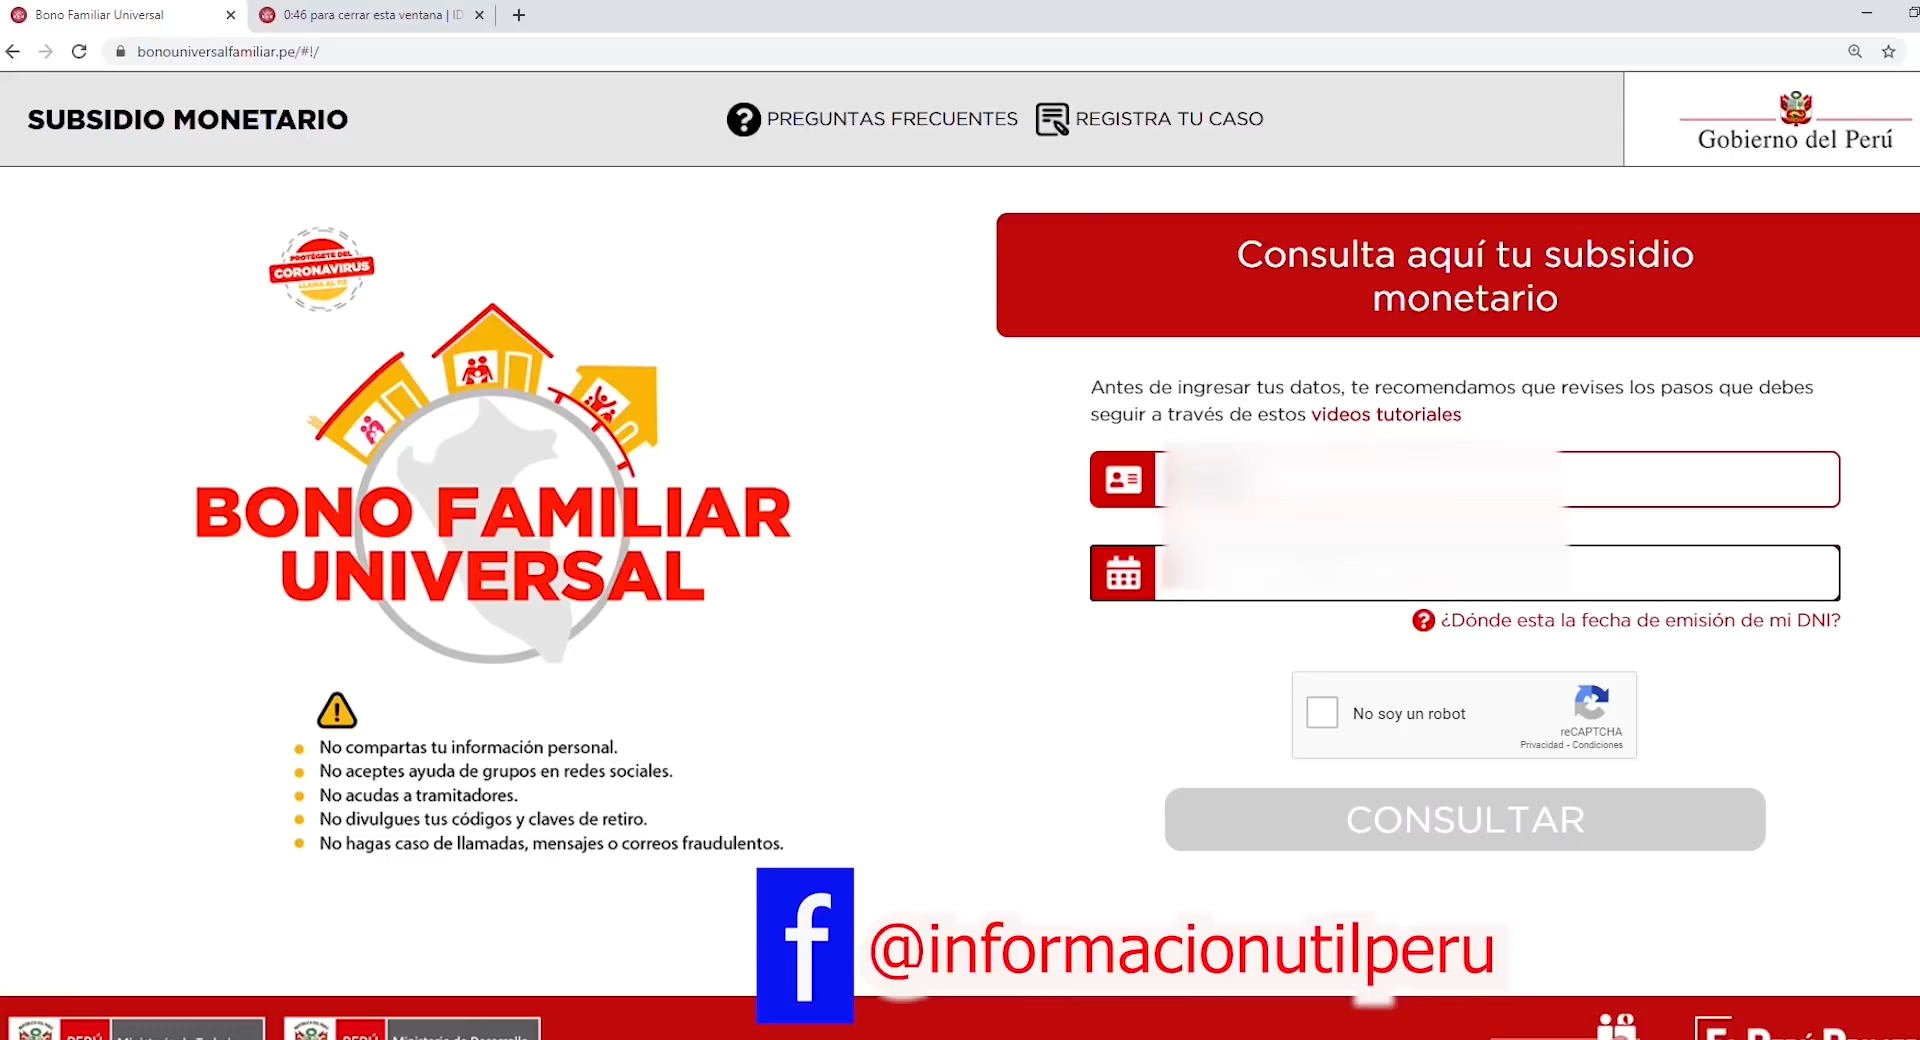 Bono Familiar Universal
0:46 para cerrar esta ventana | ID
bonouniversalfamiliar.pe/#!/
SUBSIDIO MONETARIO
PREGUNTAS FRECUENTES
REGISTRA TU CASO
Gobierno del Perú
PROTÉGETE DEL
CORONAVIRUS
LLAMA AL 113
BONO FAMILIAR
UNIVERSAL
No compartas tu información personal.
No aceptes ayuda de grupos en redes sociales.
No acudas a tramitadores.
No divulgues tus códigos y claves de retiro.
No hagas caso de llamadas, mensajes o correos fraudulentos.
Consulta aquí tu subsidio
monetario
Antes de ingresar tus datos, te recomendamos que revises los pasos que debes
seguir a través de estos videos tutoriales
¿Dónde esta la fecha de emisión de mi DNI?
No soy un robot
reCAPTCHA
Privacidad - Condiciones
CONSULTAR
f @informacionutilperu
PERÚ
PERÚ